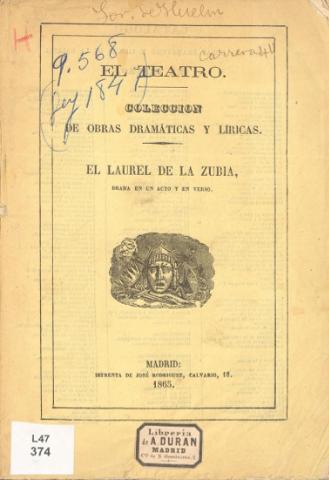 H
9.568
EL TEATRO.
COLECCION
DE OBRAS DRAMÁTICAS Y LÍRICAS.
EL LAUREL DE LA ZUBIA,
DRAMA EN UN ACTO Y EN VERSO.
MADRID:
IMPRENTA DE JOSÉ RODRIGUEZ, CALVARIO, 18.
1865.
L47
374
Librería
de A. DURAN
MADRID